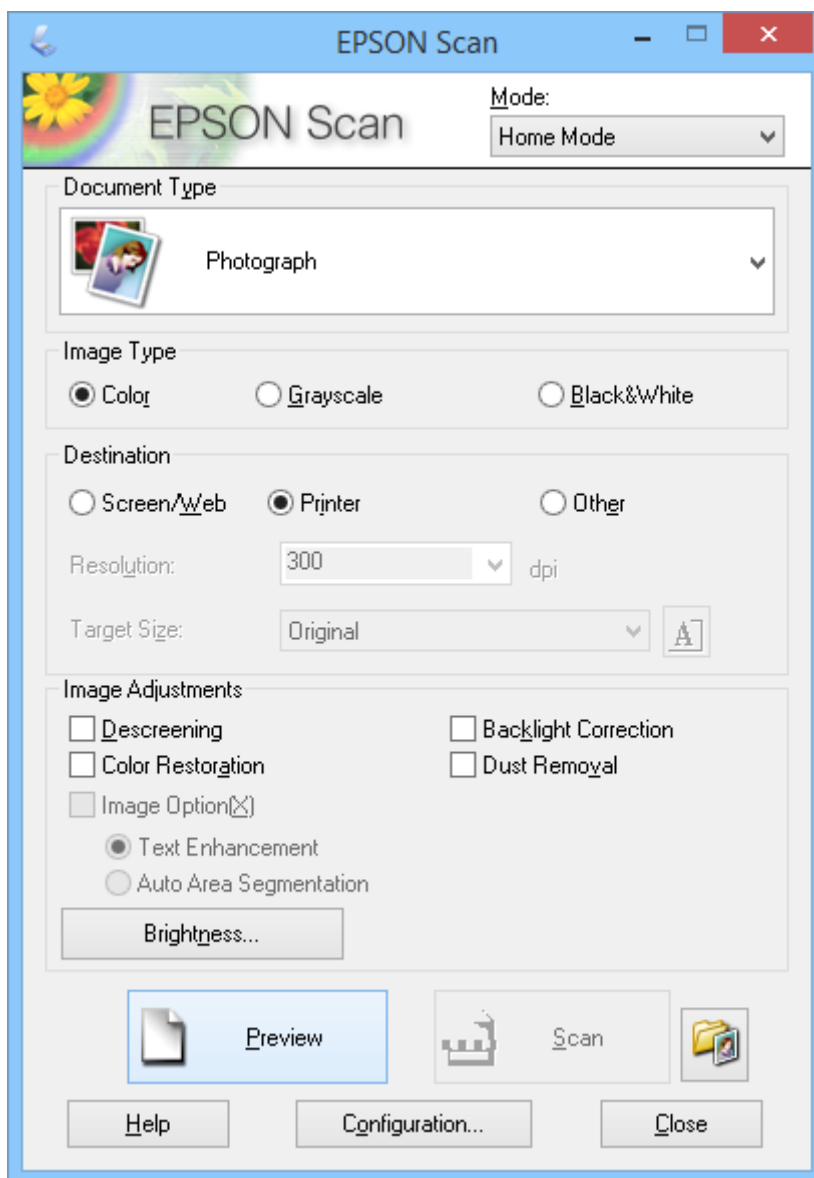 EPSON Scan
EPSON Scan
Mode:
Home Mode
Document Type
Photograph
Image Type
Color Grayscale Black&White
Destination
Screen/Web Printer Other
Resolution: 300 dpi
Target Size: Original A
Image Adjustments
Descreening Backlight Correction
Color Restoration Dust Removal
Image Option(X)
Text Enhancement
Auto Area Segmentation
Brightness...
Preview Scan
Help Configuration... Close